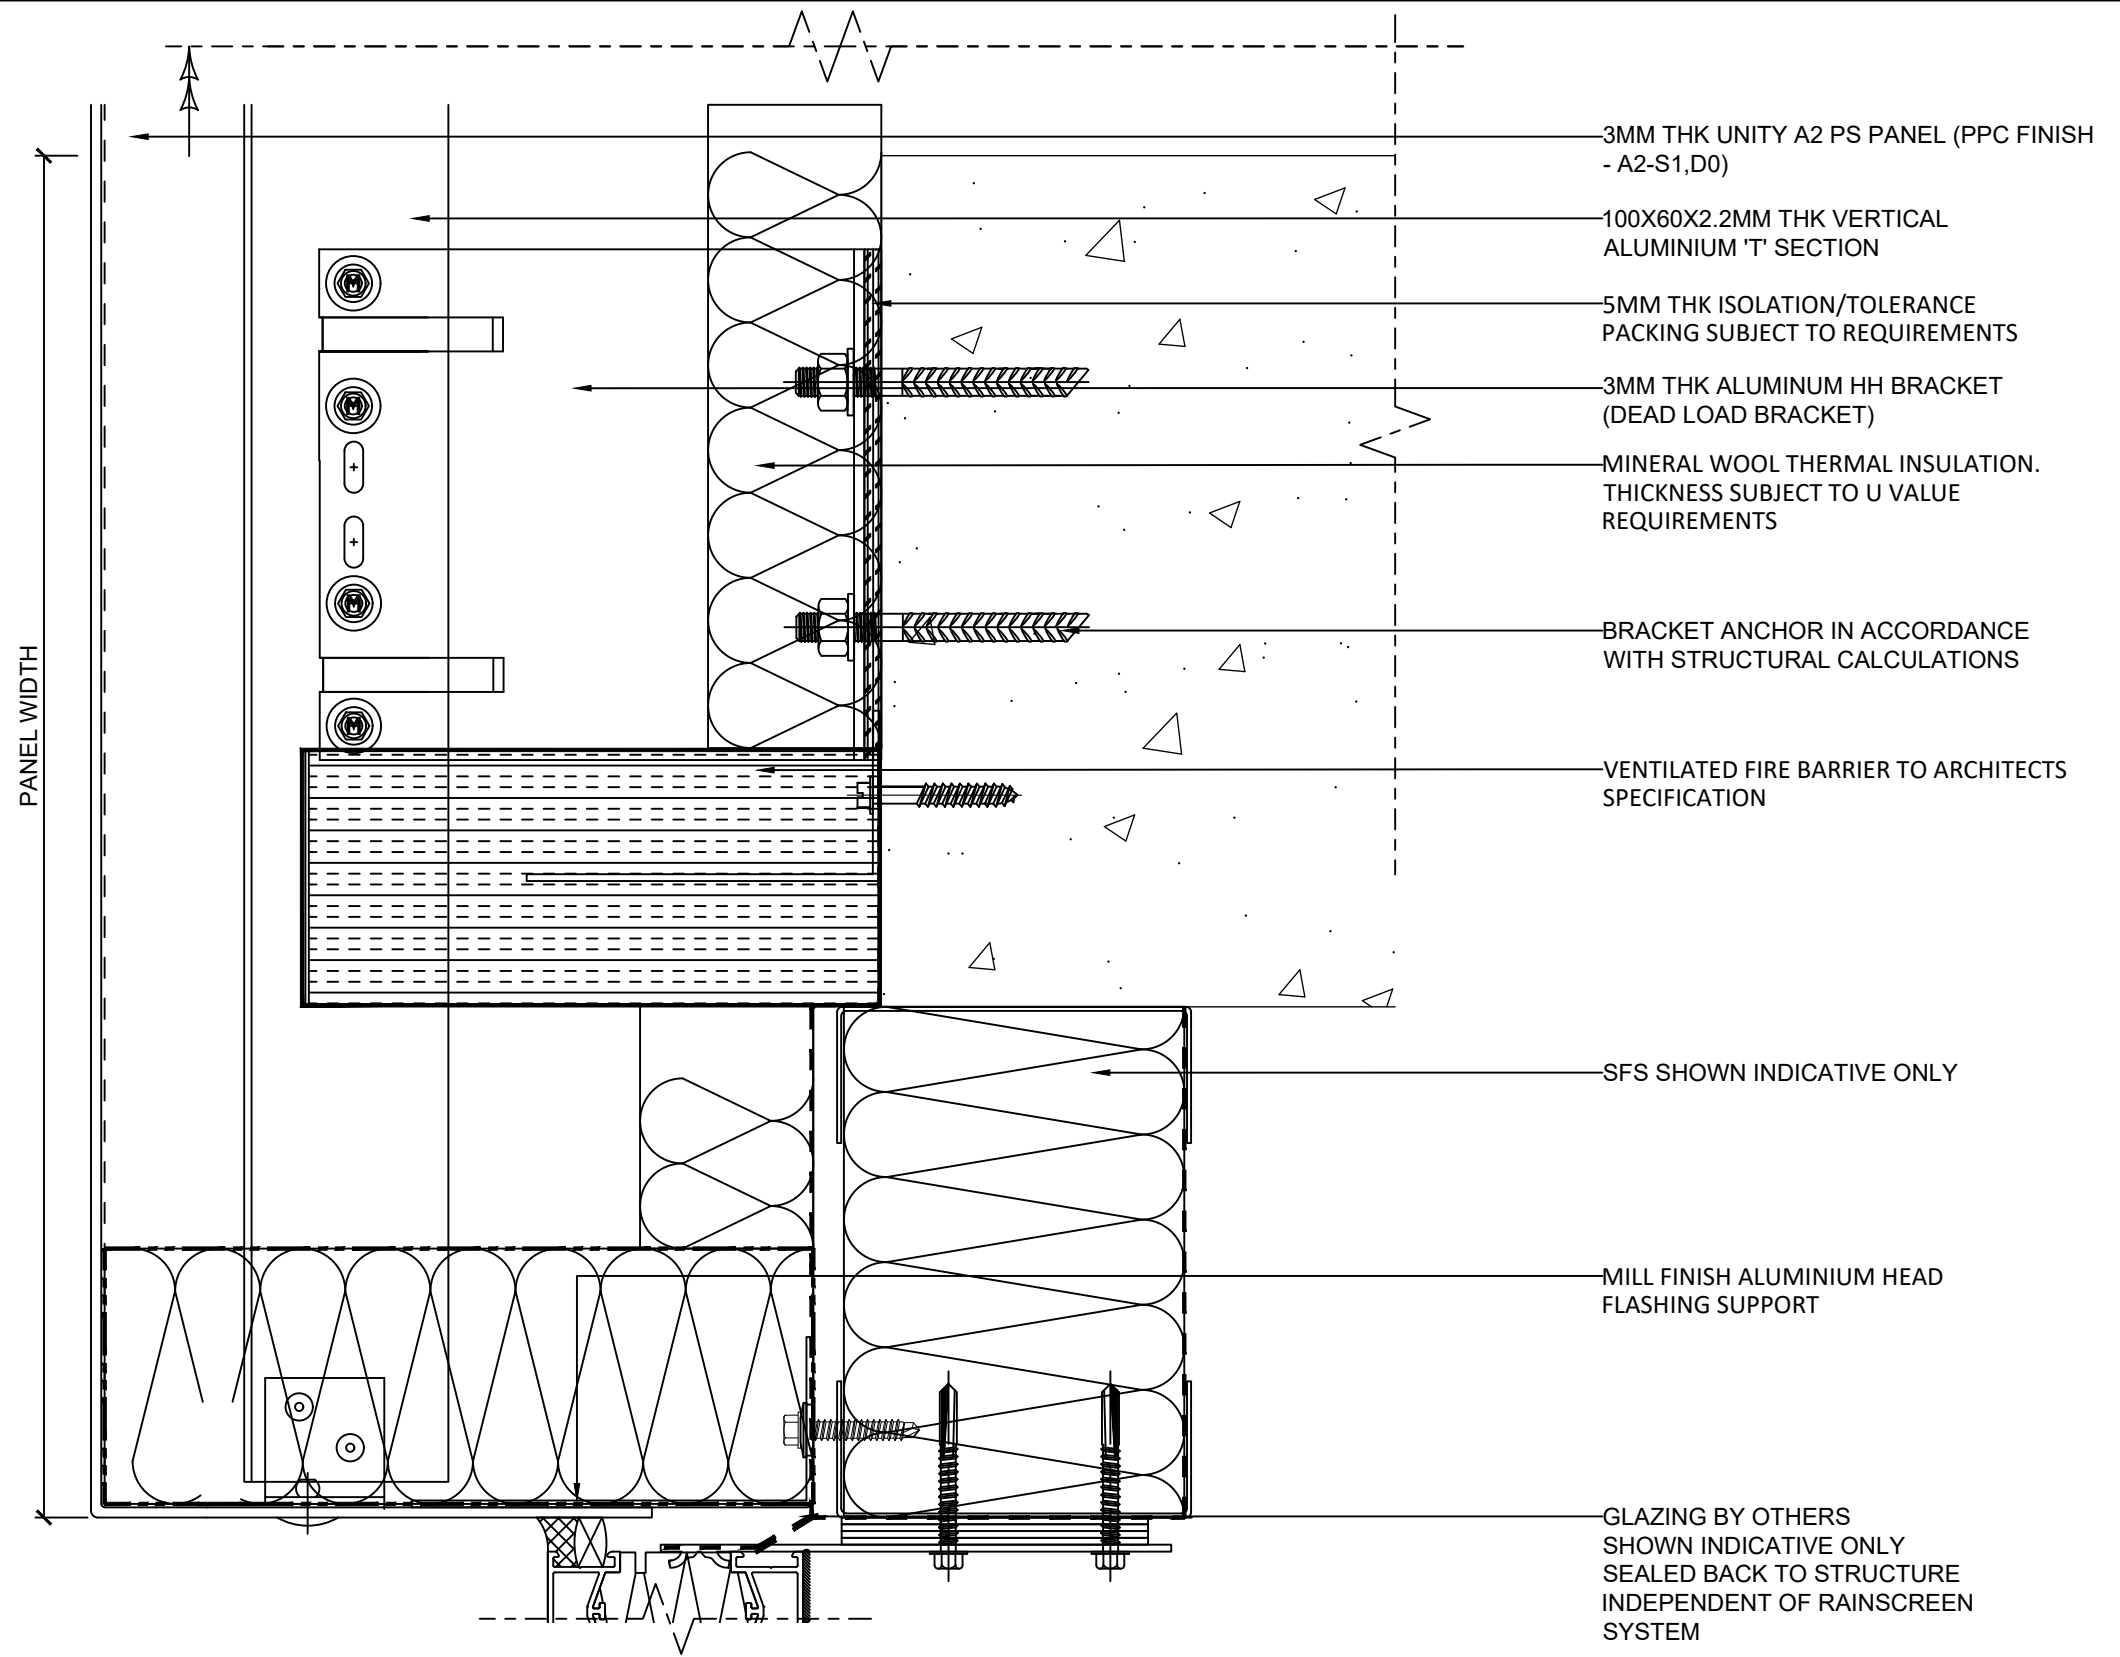 3MM THK UNITY A2 PS PANEL (PPC FINISH
- A2-S1,D0)
100X60X2.2MM THK VERTICAL
ALUMINIUM 'T' SECTION
5MM THK ISOLATION/TOLERANCE
PACKING SUBJECT TO REQUIREMENTS
3MM THK ALUMINUM HH BRACKET
(DEAD LOAD BRACKET)
MINERAL WOOL THERMAL INSULATION.
THICKNESS SUBJECT TO U VALUE
REQUIREMENTS
BRACKET ANCHOR IN ACCORDANCE
WITH STRUCTURAL CALCULATIONS
PANEL WIDTH
VENTILATED FIRE BARRIER TO ARCHITECTS
SPECIFICATION
SFS SHOWN INDICATIVE ONLY
MILL FINISH ALUMINIUM HEAD
FLASHING SUPPORT
GLAZING BY OTHERS
SHOWN INDICATIVE ONLY
SEALED BACK TO STRUCTURE
INDEPENDENT OF RAINSCREEN
SYSTEM
M
M
M
M